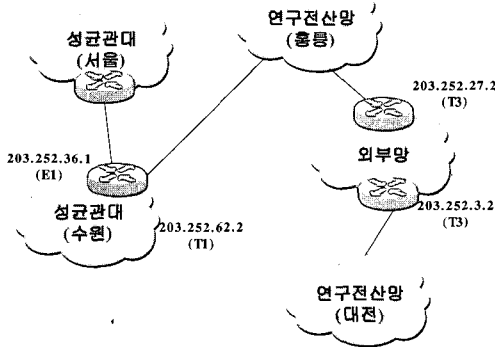 성균관대
(서울)
연구전산망
(홍릉)
203.252.27.2
(T3)
203.252.36.1
(E1)
외부망
성균관대
(수원)
203.252.62.2
(T1)
203.252.3.2
(T3)
연구전산망
(대전)